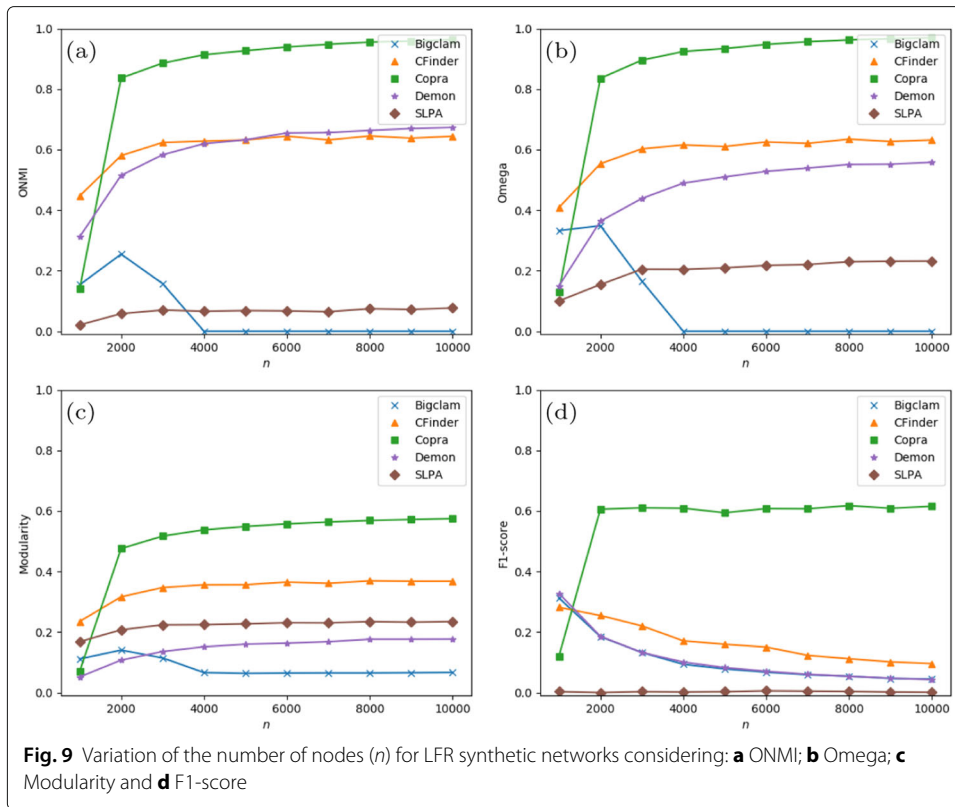 (a)
1.0
0.8
0.6
0.4
0.2
0.0
ONMI
2000 4000 6000 8000 10000
n
Bigclam
CFinder
Copra
Demon
SLPA
(b)
1.0
0.8
0.6
0.4
0.2
0.0
Omega
2000 4000 6000 8000 10000
n
Bigclam
CFinder
Copra
Demon
SLPA
(c)
1.0
0.8
0.6
0.4
0.2
0.0
Modularity
2000 4000 6000 8000 10000
n
Bigclam
CFinder
Copra
Demon
SLPA
(d)
1.0
0.8
0.6
0.4
0.2
0.0
F1-score
2000 4000 6000 8000 10000
n
Bigclam
CFinder
Copra
Demon
SLPA
Fig. 9 Variation of the number of nodes (n) for LFR synthetic networks considering: a ONMI; b Omega; c
Modularity and d F1-score